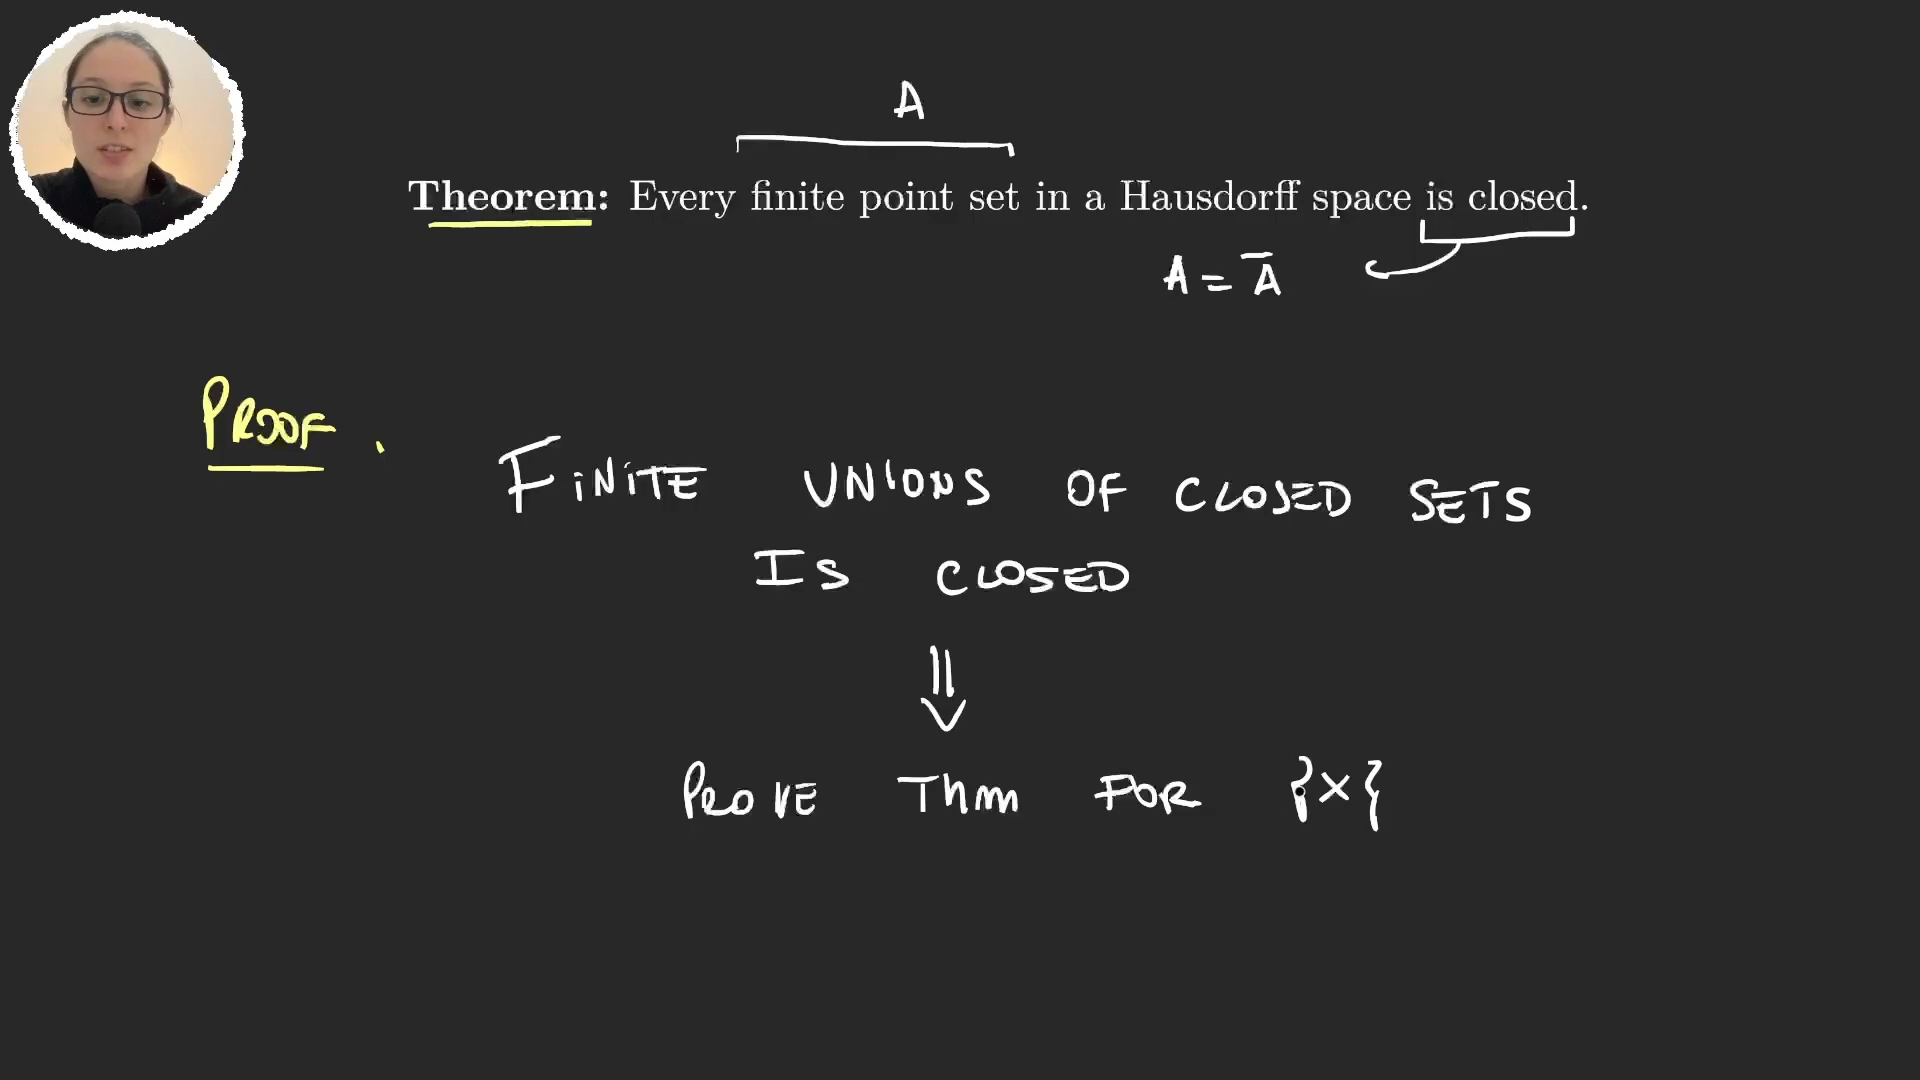 A
Theorem: Every finite point set in a Hausdorff space is closed.
A = A̅
PROOF.
FINITE UNIONS OF CLOSED SETS
IS CLOSED
⇓
PROVE Thm FOR }x{